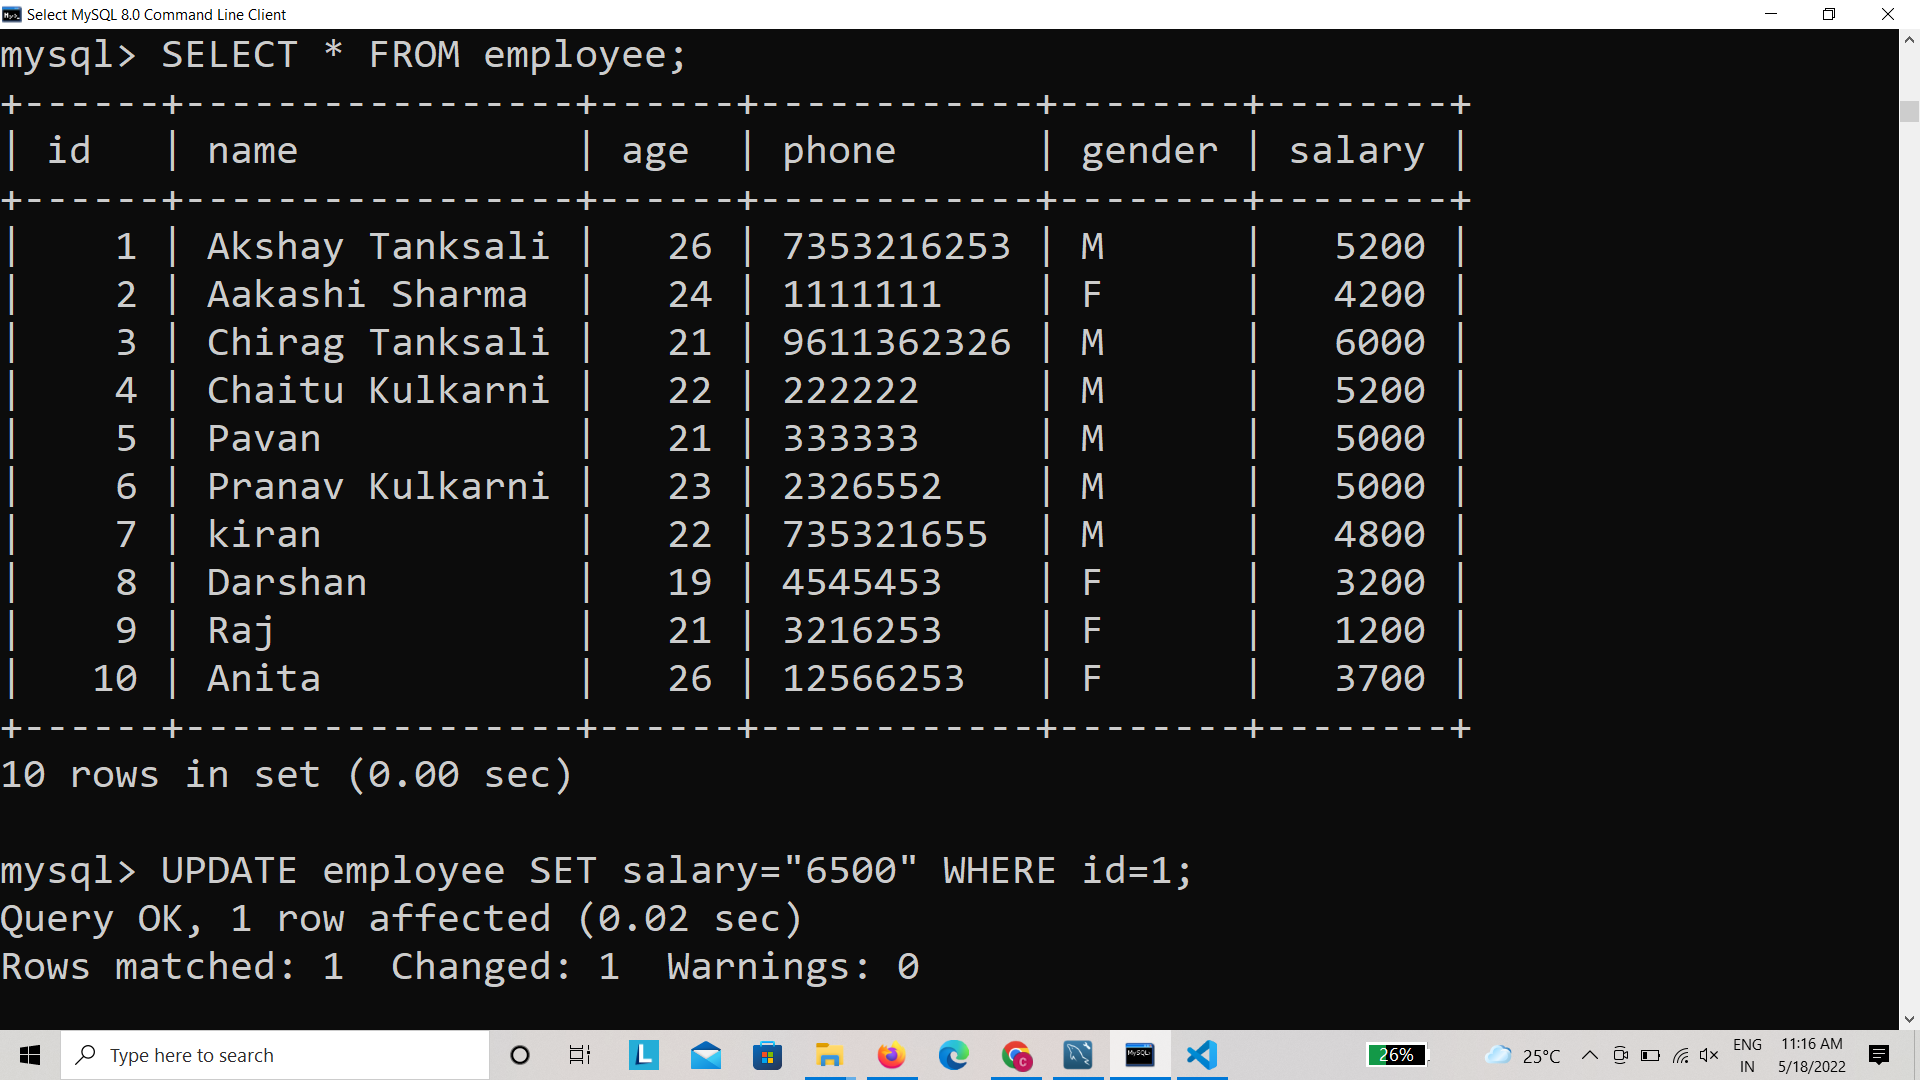 Select MySQL 8.0 Command Line Client
mysql> SELECT * FROM employee;
+------+-----------------+------+------------+--------+--------+
| id   | name            | age  | phone      | gender | salary |
+------+-----------------+------+------------+--------+--------+
|    1 | Akshay Tanksali |   26 | 7353216253 | M      |   5200 |
|    2 | Aakashi Sharma  |   24 | 1111111    | F      |   4200 |
|    3 | Chirag Tanksali |   21 | 9611362326 | M      |   6000 |
|    4 | Chaitu Kulkarni |   22 | 222222     | M      |   5200 |
|    5 | Pavan           |   21 | 333333     | M      |   5000 |
|    6 | Pranav Kulkarni |   23 | 2326552    | M      |   5000 |
|    7 | kiran           |   22 | 735321655  | M      |   4800 |
|    8 | Darshan         |   19 | 4545453    | F      |   3200 |
|    9 | Raj             |   21 | 3216253    | F      |   1200 |
|   10 | Anita           |   26 | 12566253   | F      |   3700 |
+------+-----------------+------+------------+--------+--------+
10 rows in set (0.00 sec)
mysql> UPDATE employee SET salary="6500" WHERE id=1;
Query OK, 1 row affected (0.02 sec)
Rows matched: 1  Changed: 1  Warnings: 0
Type here to search
26%
25°C
ENG
IN
11:16 AM
5/18/2022